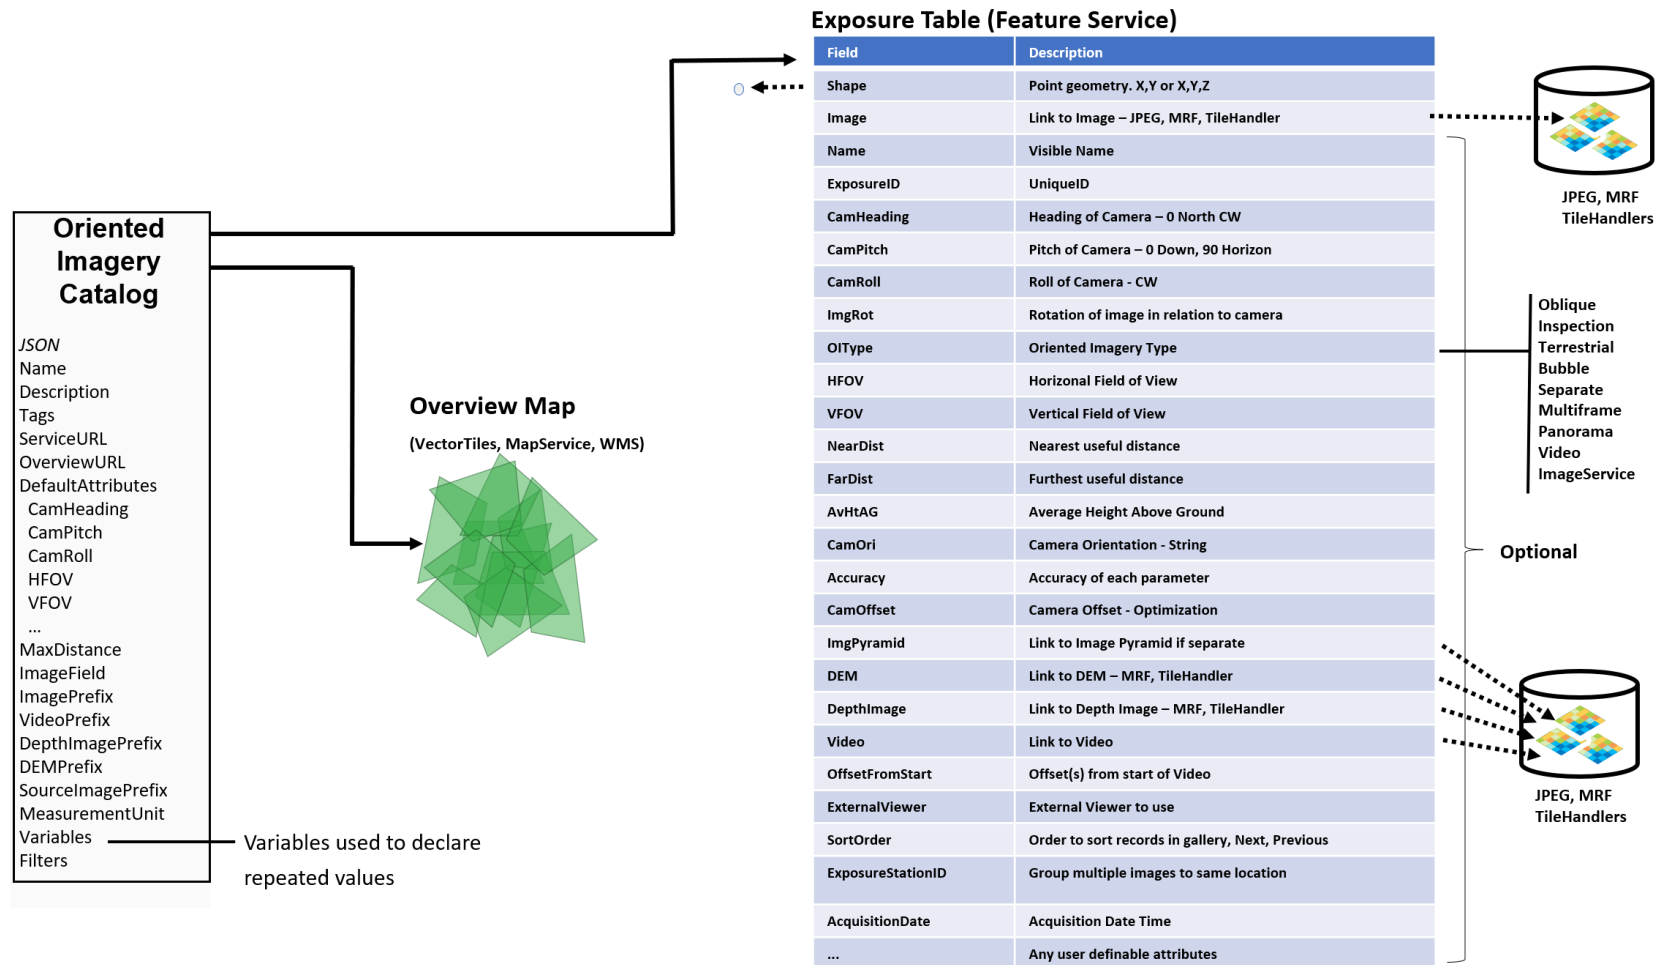 Oriented
Imagery
Catalog
JSON
Name
Description
Tags
ServiceURL
OverviewURL
DefaultAttributes
CamHeading
CamPitch
CamRoll
HFOV
VFOV
...
MaxDistance
ImageField
ImagePrefix
VideoPrefix
DepthImagePrefix
DEMPrefix
SourceImagePrefix
MeasurementUnit
Variables
Filters
Variables used to declare
repeated values
Overview Map
(VectorTiles, MapService, WMS)
Exposure Table (Feature Service)
Field Description
Shape Point geometry. X,Y or X,Y,Z
Image Link to Image – JPEG, MRF, TileHandler
Name Visible Name
ExposureID UniqueID
CamHeading Heading of Camera – 0 North CW
CamPitch Pitch of Camera – 0 Down, 90 Horizon
CamRoll Roll of Camera - CW
ImgRot Rotation of image in relation to camera
OIType Oriented Imagery Type
HFOV Horizonal Field of View
VFOV Vertical Field of View
NearDist Nearest useful distance
FarDist Furthest useful distance
AvHtAG Average Height Above Ground
CamOri Camera Orientation - String
Accuracy Accuracy of each parameter
CamOffset Camera Offset - Optimization
ImgPyramid Link to Image Pyramid if separate
DEM Link to DEM – MRF, TileHandler
DepthImage Link to Depth Image – MRF, TileHandler
Video Link to Video
OffsetFromStart Offset(s) from start of Video
ExternalViewer External Viewer to use
SortOrder Order to sort records in gallery, Next, Previous
ExposureStationID Group multiple images to same location
AcquisitionDate Acquisition Date Time
... Any user definable attributes
JPEG, MRF
TileHandlers
Oblique
Inspection
Terrestrial
Bubble
Separate
Multiframe
Panorama
Video
ImageService
Optional
JPEG, MRF
TileHandlers